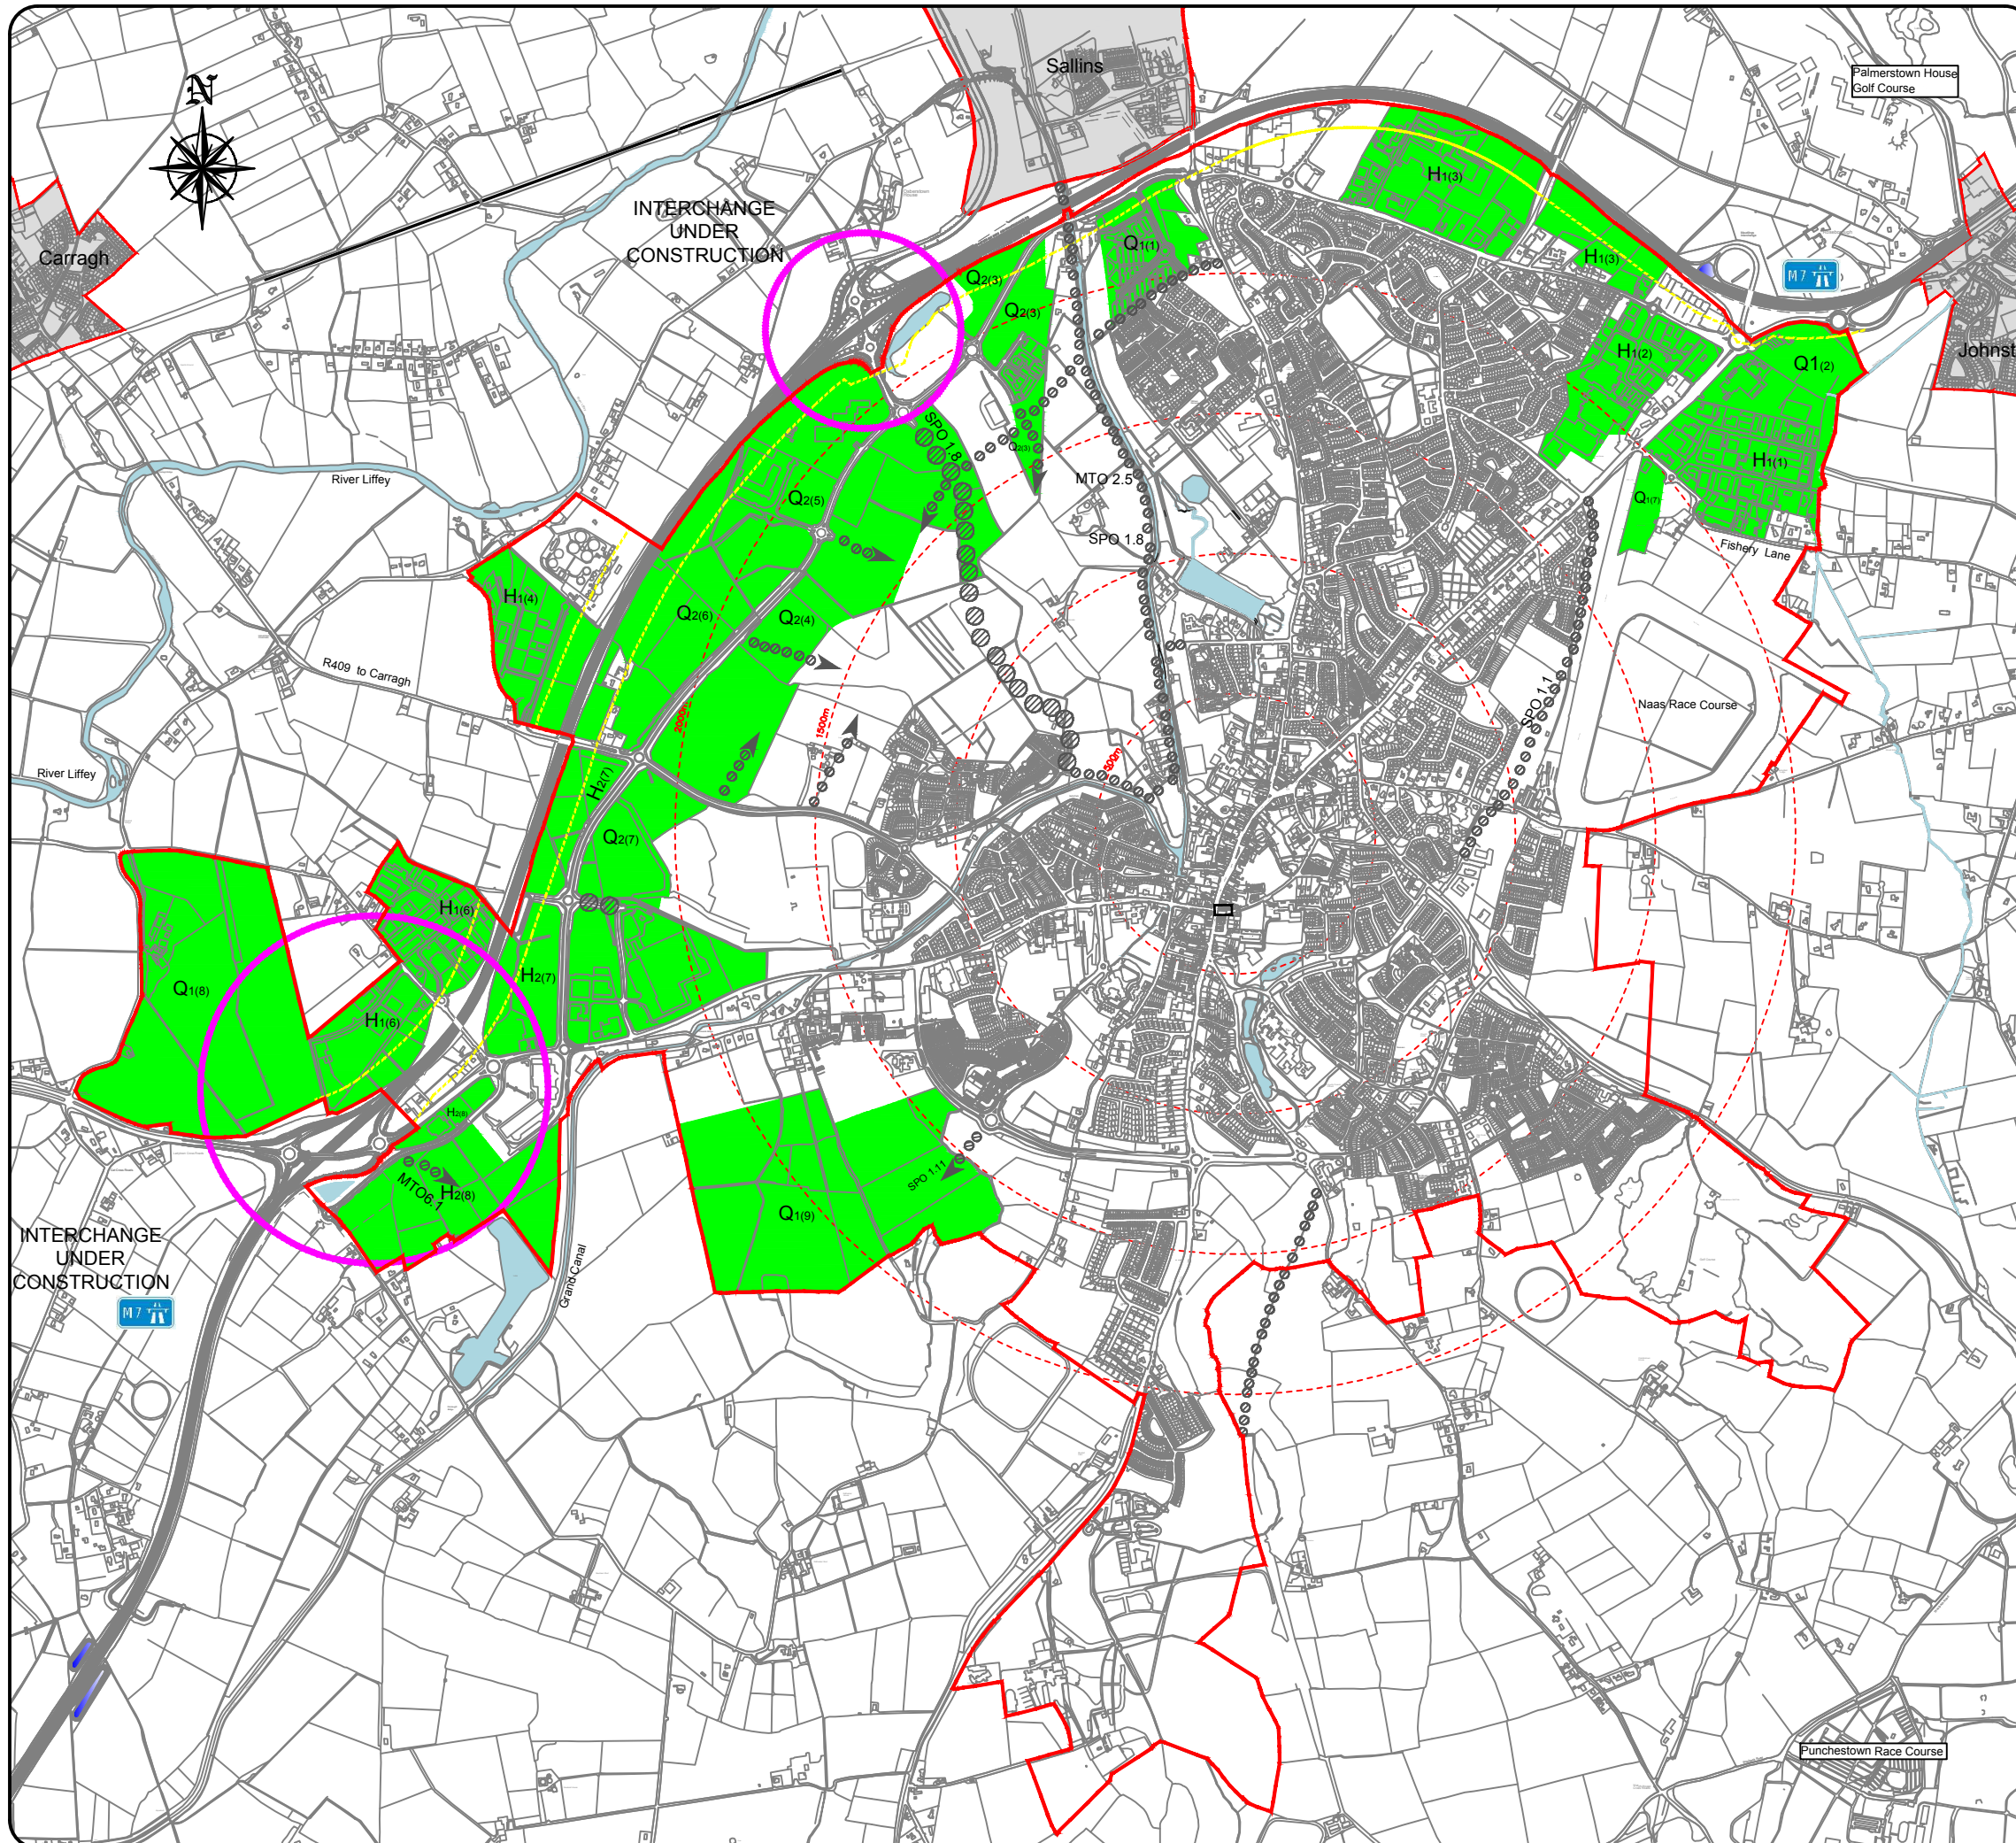 N
Sallins
Palmerstown House
Golf Course
Carragh
INTERCHANGE
UNDER
CONSTRUCTION
H1(3)
Q1(1)
H1(3)
M7
Q2(3)
Q2(3)
H1(2)
Q1(2)
Johnst
SPO 1.8
Q2(3)
H1(1)
River Liffey
MTO 2.5
Q2(5)
Q1(7)
SPO 1.8
Fishery Lane
H1(4)
Q2(6)
Q2(4)
R409 to Carragh
SPO1.1
Naas Race Course
2000m
1500m
500m
River Liffey
H2(7)
Q2(7)
H1(6)
H2(7)
Q1(8)
H1(6)
H2(8)
SPO 1.11
MTO6.1
H2(8)
Q1(9)
INTERCHANGE
UNDER
CONSTRUCTION
Grand Canal
M7
Punchestown Race Course